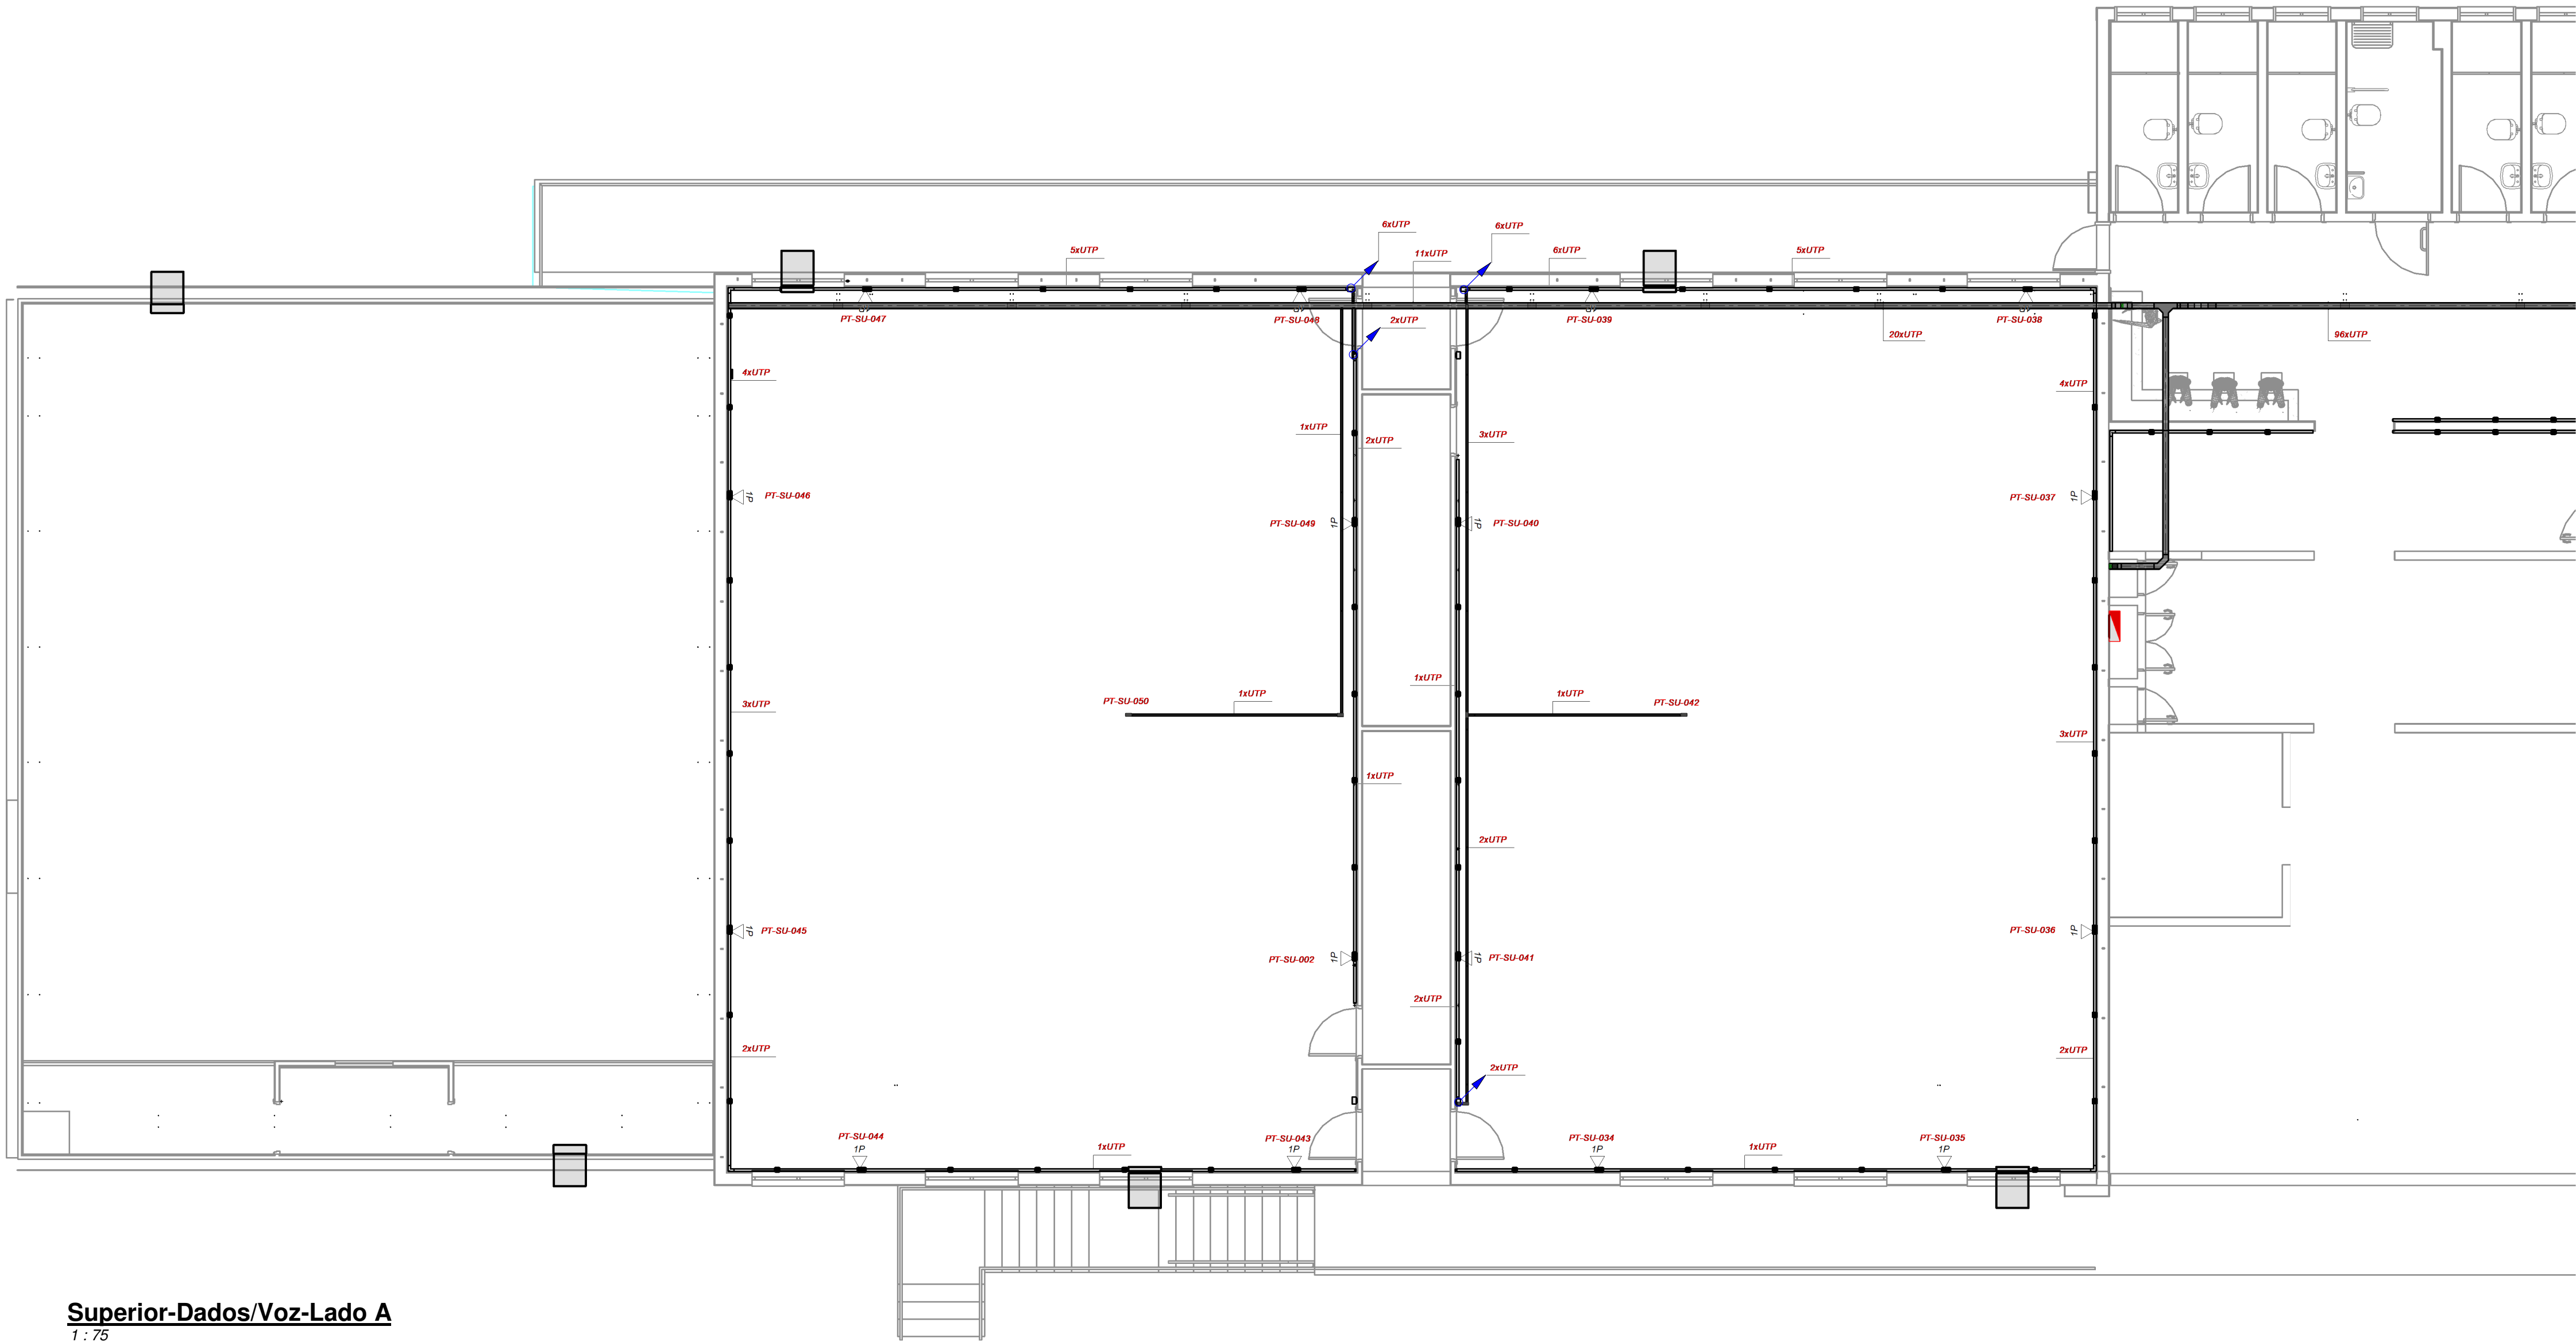 6xUTP
6xUTP
5xUTP
11xUTP
6xUTP
5xUTP
PT-SU-047
PT-SU-048
2xUTP
PT-SU-039
PT-SU-038
20xUTP
96xUTP
4xUTP
4xUTP
1xUTP
2xUTP
3xUTP
1P
PT-SU-046
PT-SU-037
1P
PT-SU-049
1P
1P
PT-SU-040
1xUTP
PT-SU-050
1xUTP
1xUTP
PT-SU-042
3xUTP
3xUTP
1xUTP
2xUTP
1P
PT-SU-045
PT-SU-036
1P
PT-SU-002
1P
1P
PT-SU-041
2xUTP
2xUTP
2xUTP
2xUTP
PT-SU-044
1P
1xUTP
PT-SU-043
1P
PT-SU-034
1P
1xUTP
PT-SU-035
1P
Superior-Dados/Voz-Lado A
1 : 75